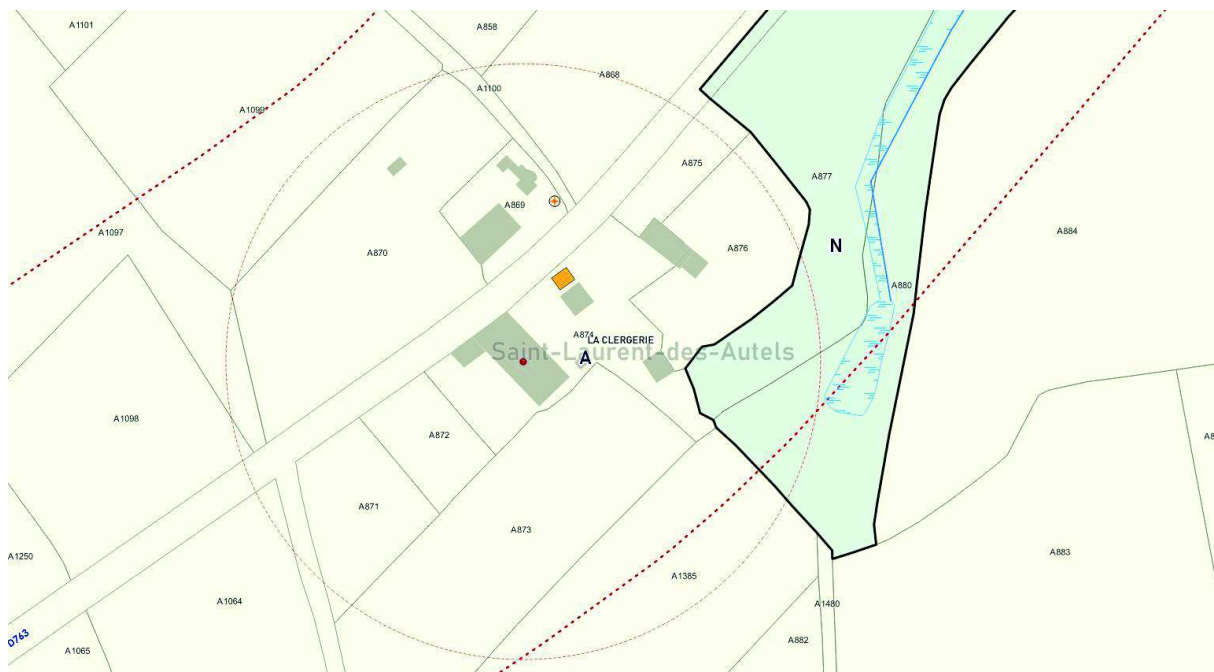 A1101
A858
A868
A1100
A1099
A875
A877
A869
A1097
A870
A876
A884
N
A880
A874
LA CLERGERIE
Saint-Laurent-des-Autels
A
A1098
A872
A871
A873
A1250
A883
A1385
A1064
A1480
D763
A1065
A882